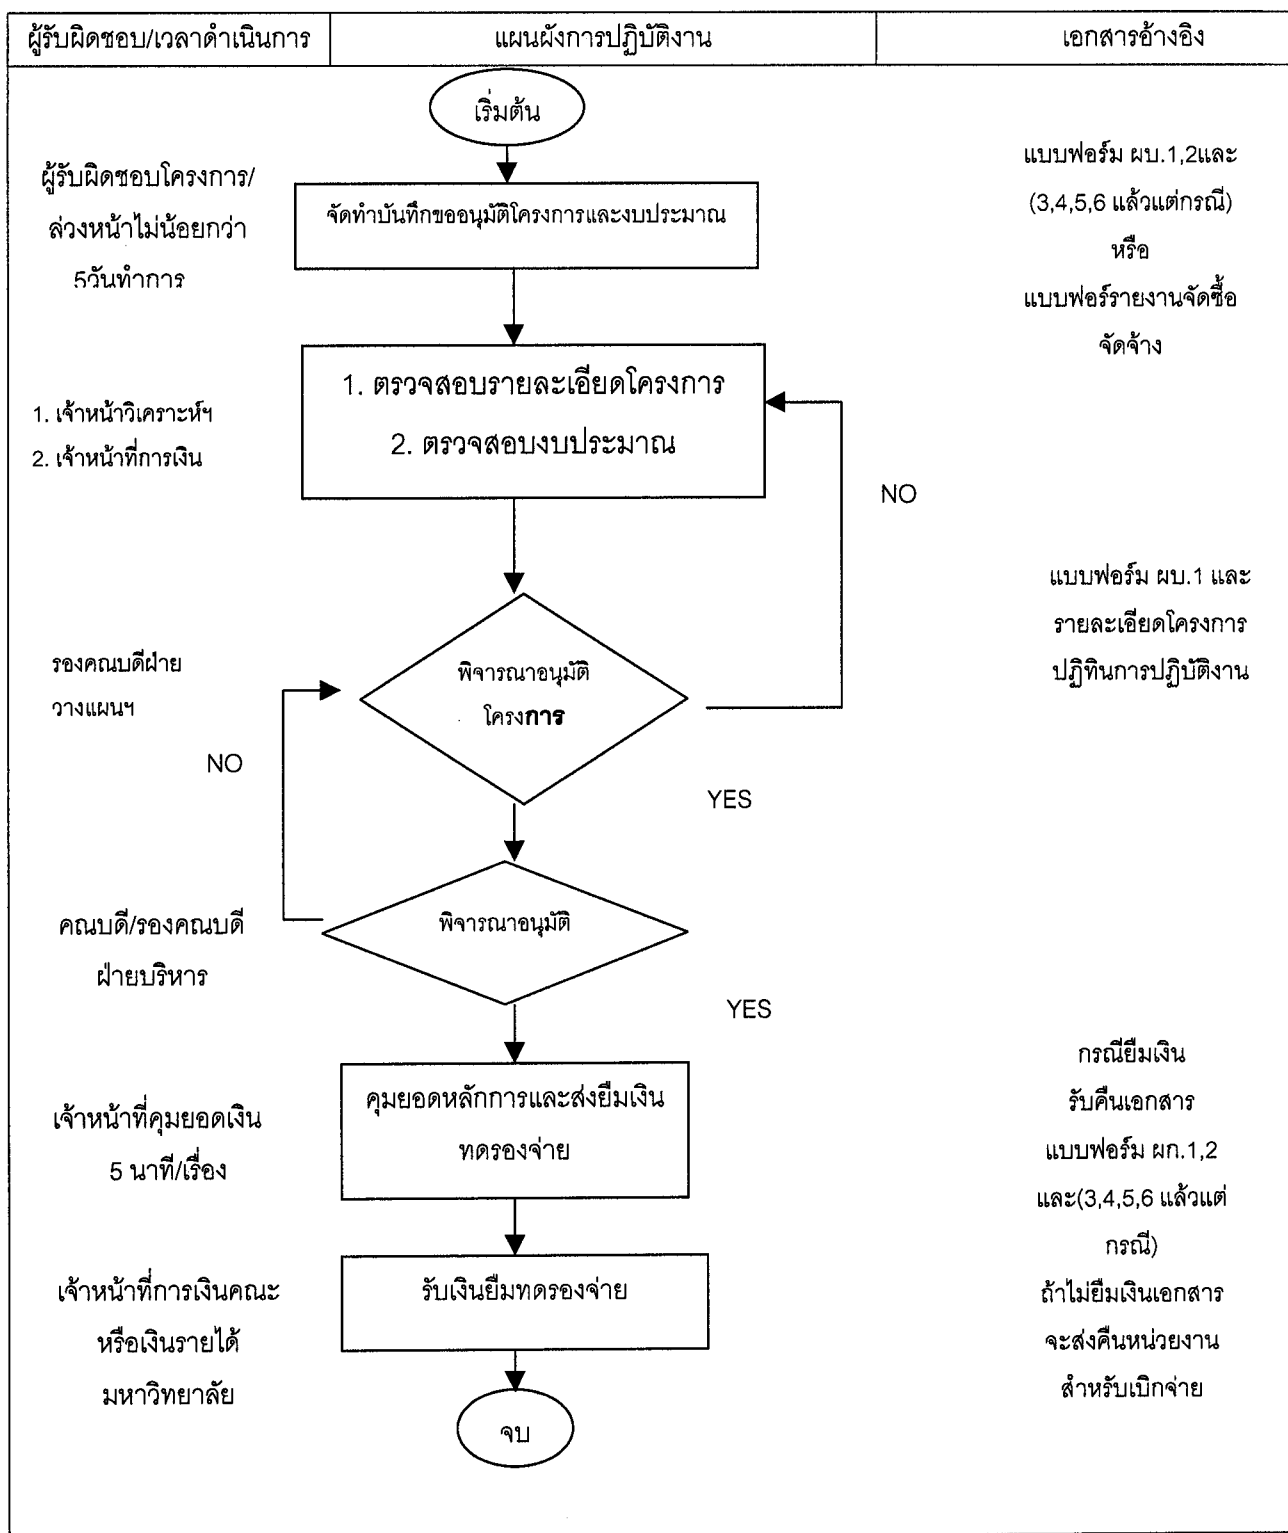 ผู้รับผิดชอบ/เวลาดำเนินการ
แผนผังการปฏิบัติงาน
เอกสารอ้างอิง
เริ่มต้น
ผู้รับผิดชอบโครงการ/
ล่วงหน้าไม่น้อยกว่า
5วันทำการ
จัดทำบันทึกขออนุมัติโครงการและงบประมาณ
แบบฟอร์ม ผบ.1,2และ
(3,4,5,6 แล้วแต่กรณี)
หรือ
แบบฟอร์รายงานจัดซื้อ
จัดจ้าง
1. เจ้าหน้าวิเคราะห์ฯ
2. เจ้าหน้าที่การเงิน
1. ตรวจสอบรายละเอียดโครงการ
2. ตรวจสอบงบประมาณ
NO
รองคณบดีฝ่าย
วางแผนฯ
พิจารณาอนุมัติ
โครงการ
แบบฟอร์ม ผบ.1 และ
รายละเอียดโครงการ
ปฏิทินการปฏิบัติงาน
NO
YES
คณบดี/รองคณบดี
ฝ่ายบริหาร
พิจารณาอนุมัติ
YES
เจ้าหน้าที่คุมยอดเงิน
5 นาที/เรื่อง
คุมยอดหลักการและส่งยืมเงิน
ทดรองจ่าย
กรณียืมเงิน
รับคืนเอกสาร
แบบฟอร์ม ผก.1,2
และ(3,4,5,6 แล้วแต่
กรณี)
ถ้าไม่ยืมเงินเอกสาร
จะส่งคืนหน่วยงาน
สำหรับเบิกจ่าย
เจ้าหน้าที่การเงินคณะ
หรือเงินรายได้
มหาวิทยาลัย
รับเงินยืมทดรองจ่าย
จบ